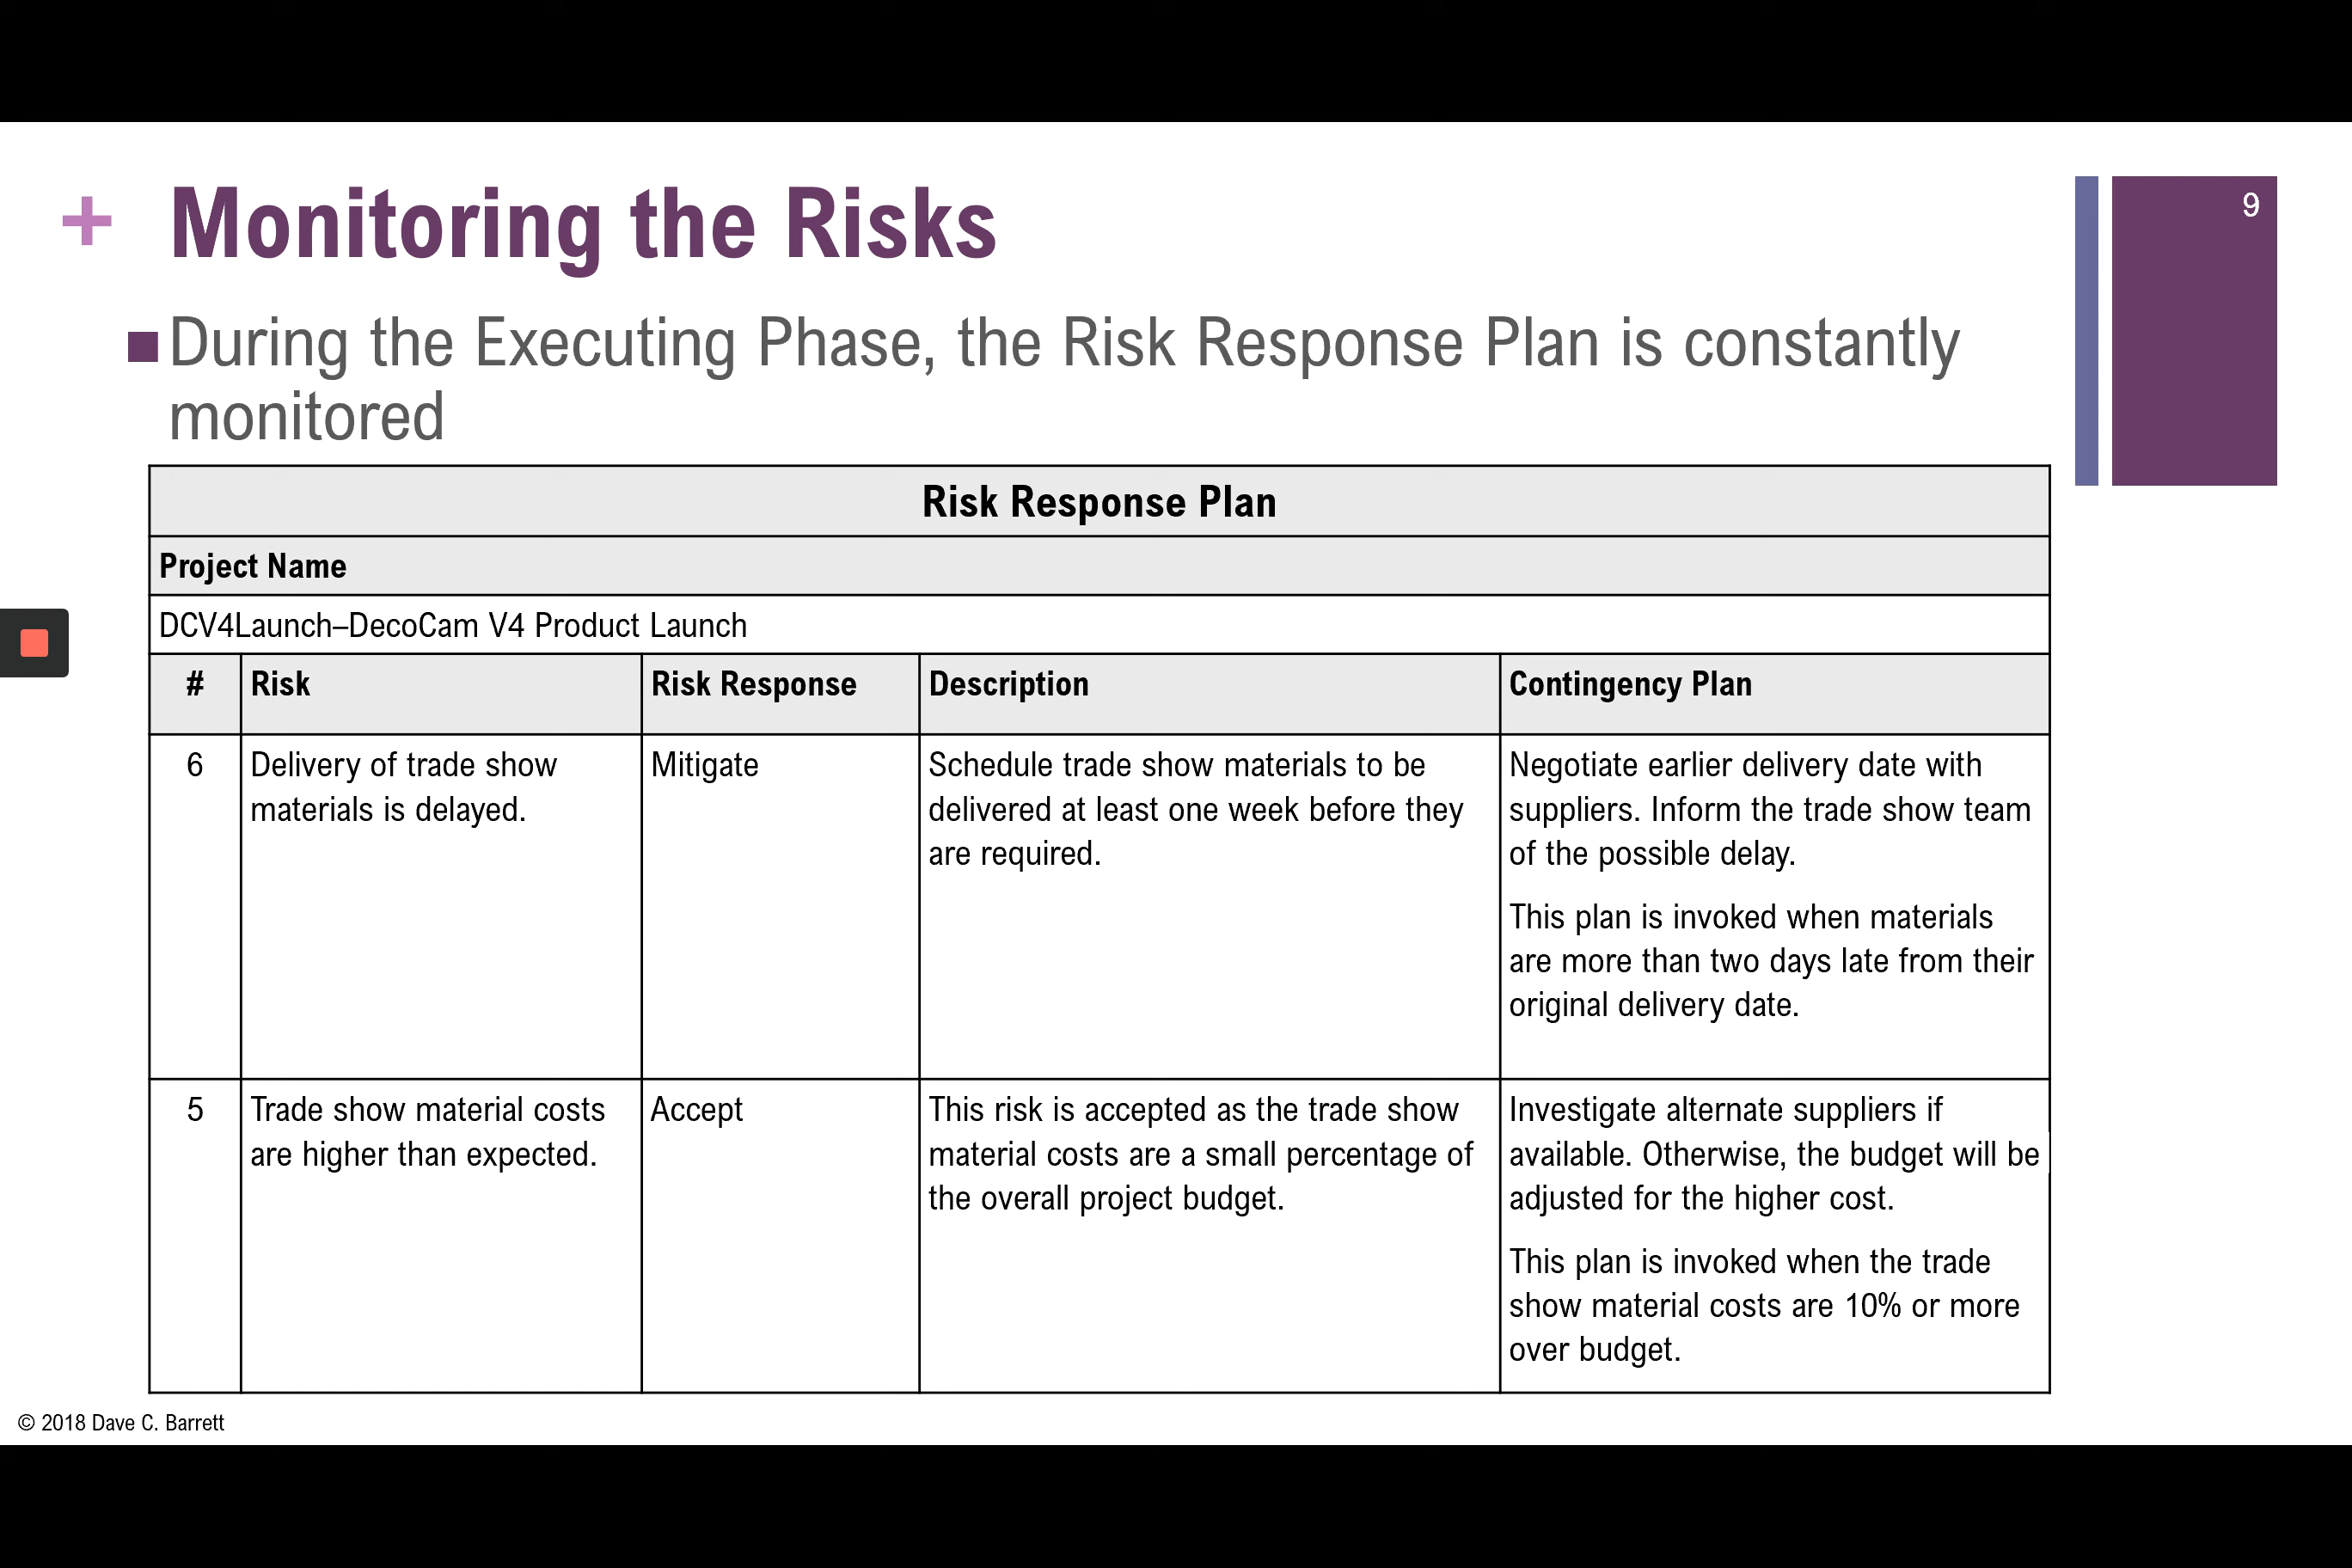 + Monitoring the Risks
9
During the Executing Phase, the Risk Response Plan is constantly
monitored
Risk Response Plan
Project Name
DCV4Launch–DecoCam V4 Product Launch
# Risk Risk Response Description Contingency Plan
6
Delivery of trade show
materials is delayed.
Mitigate
Schedule trade show materials to be
delivered at least one week before they
are required.
Negotiate earlier delivery date with
suppliers. Inform the trade show team
of the possible delay.
This plan is invoked when materials
are more than two days late from their
original delivery date.
5
Trade show material costs
are higher than expected.
Accept
This risk is accepted as the trade show
material costs are a small percentage of
the overall project budget.
Investigate alternate suppliers if
available. Otherwise, the budget will be
adjusted for the higher cost.
This plan is invoked when the trade
show material costs are 10% or more
over budget.
© 2018 Dave C. Barrett